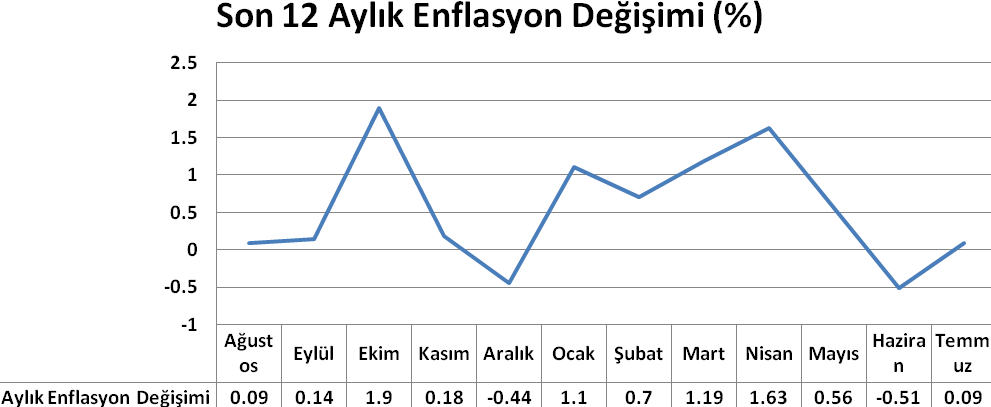 Son 12 Aylık Enflasyon Değişimi (%)
2.5
2
1.5
1
0.5
0
-0.5
-1
Ağust
os Eylül Ekim Kasım Aralık Ocak Şubat Mart Nisan Mayıs Hazira
n Temm
uz
Aylık Enflasyon Değişimi 0.09 0.14 1.9 0.18 -0.44 1.1 0.7 1.19 1.63 0.56 -0.51 0.09